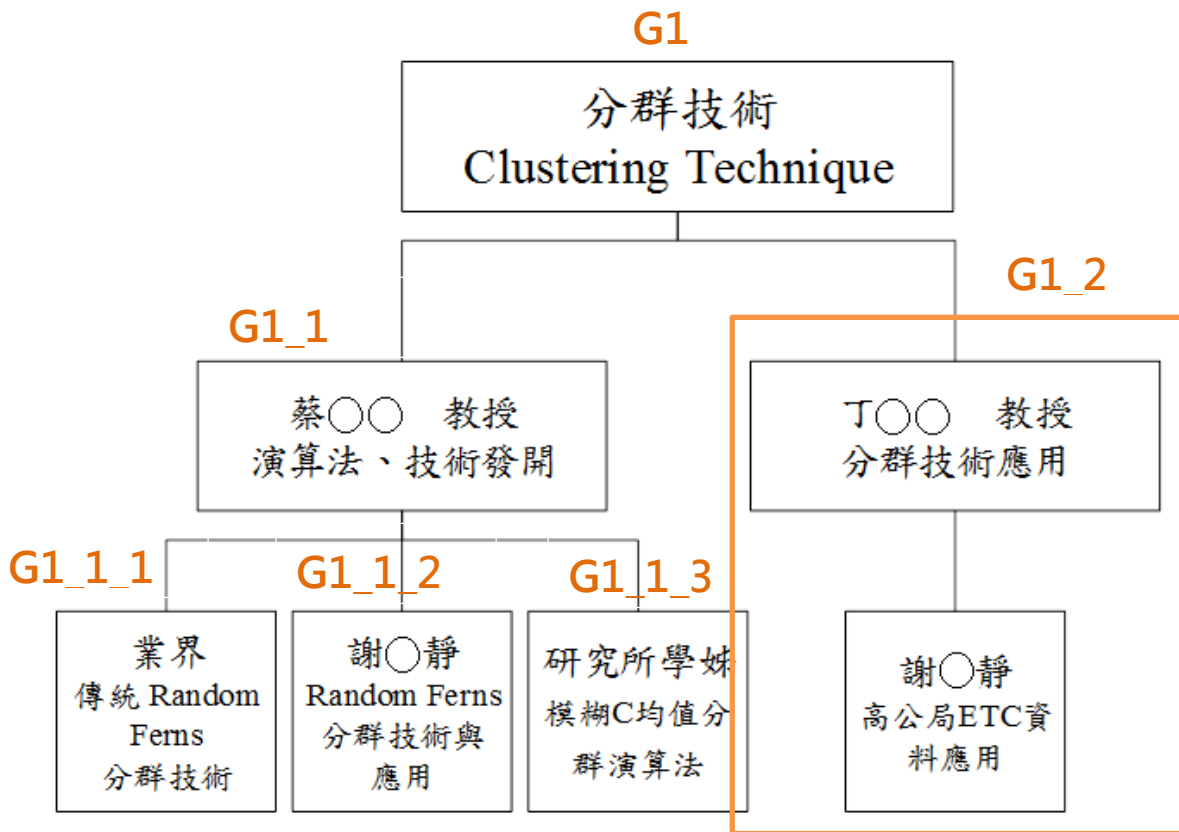 G1
分群技術
Clustering Technique
G1_2
G1_1
蔡○○　教授
演算法、技術發開
丁○○　教授
分群技術應用
G1_1_1
G1_1_2
G1_1_3
業界
傳統 Random
Ferns
分群技術
謝○靜
Random Ferns
分群技術與
應用
研究所學姊
模糊C均值分
群演算法
謝○靜
高公局ETC資
料應用